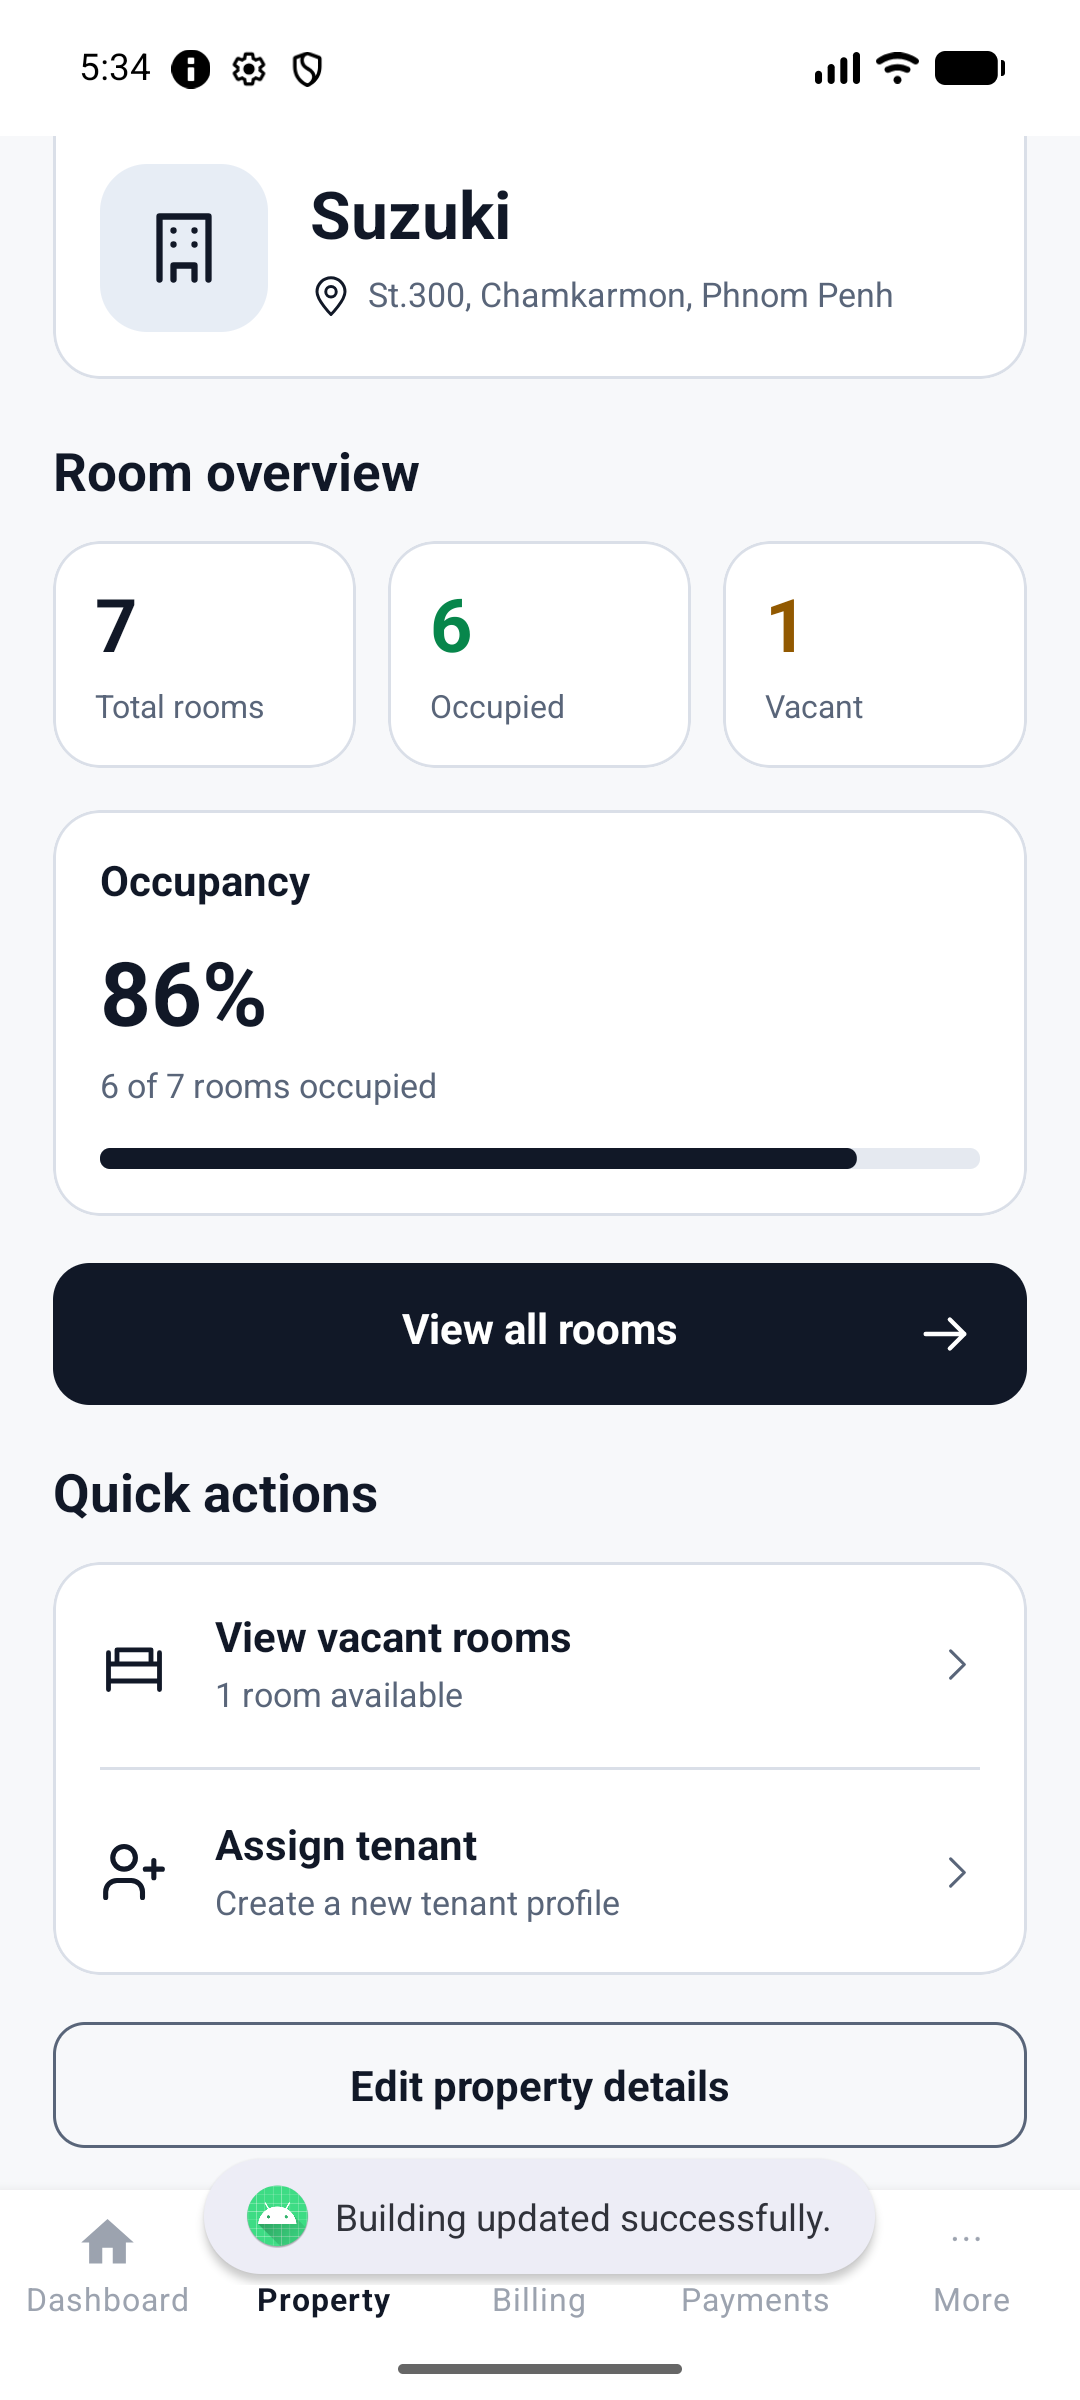 5:34
Suzuki
St.300, Chamkarmon, Phnom Penh
Room overview
7
Total rooms
6
Occupied
1
Vacant
Occupancy
86%
6 of 7 rooms occupied
View all rooms
Quick actions
View vacant rooms
1 room available
Assign tenant
Create a new tenant profile
Edit property details
Building updated successfully.
Dashboard
Property
Billing
Payments
More